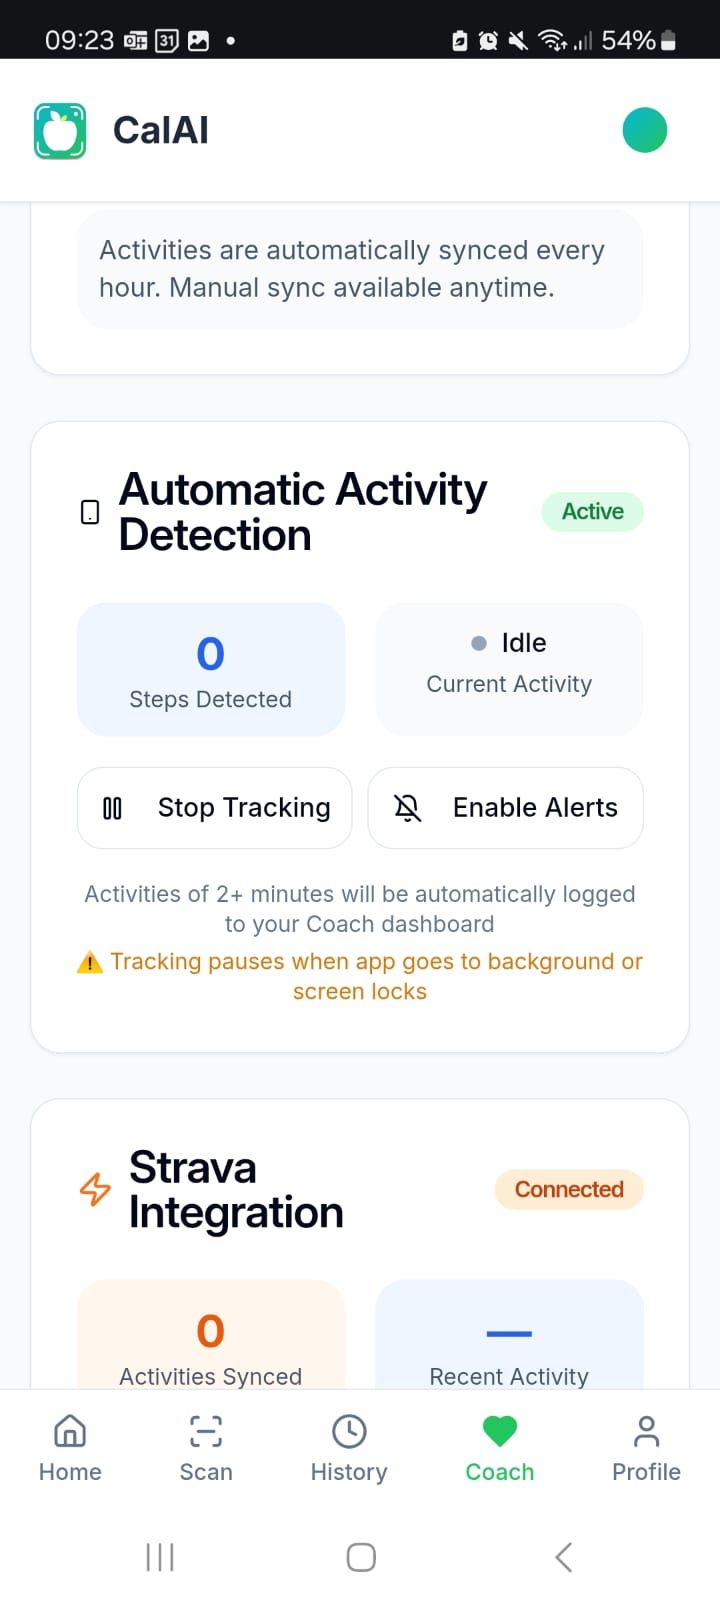 09:23
31
54%
CalAI
Activities are automatically synced every
hour. Manual sync available anytime.
Automatic Activity
Detection
Active
0
Steps Detected
Idle
Current Activity
Stop Tracking
Enable Alerts
Activities of 2+ minutes will be automatically logged
to your Coach dashboard
⚠️ Tracking pauses when app goes to background or
screen locks
Strava
Integration
Connected
0
Activities Synced
—
Recent Activity
Home
Scan
History
Coach
Profile